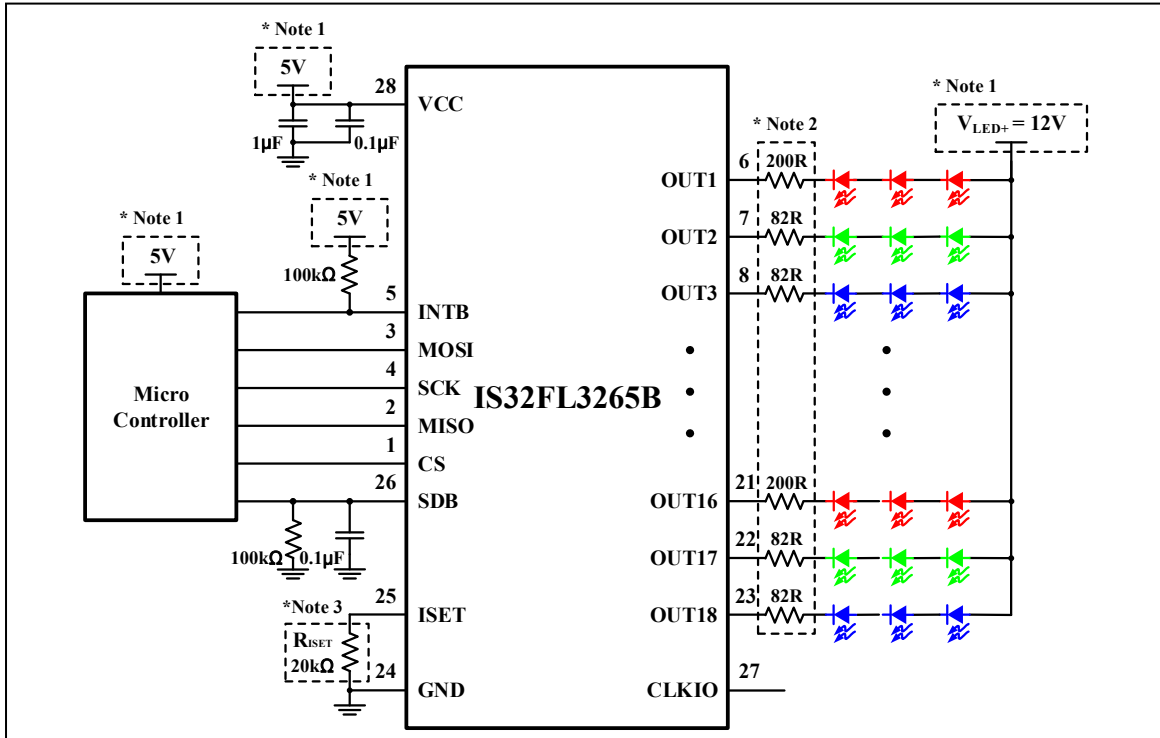 * Note 1
5V
28
VCC
1µF
0.1µF
* Note 1
5V
100kΩ
* Note 1
5V
Micro
Controller
5
INTB
3
MOSI
4
SCK
2
MISO
1
CS
26
SDB
100kΩ
0.1µF
*Note 3
25
ISET
RISET
20kΩ
24
GND
IS32FL3265B
* Note 2
* Note 1
VLED+ = 12V
OUT1
6
200R
OUT2
7
82R
OUT3
8
82R
OUT16
21
200R
OUT17
22
82R
OUT18
23
82R
CLKIO
27